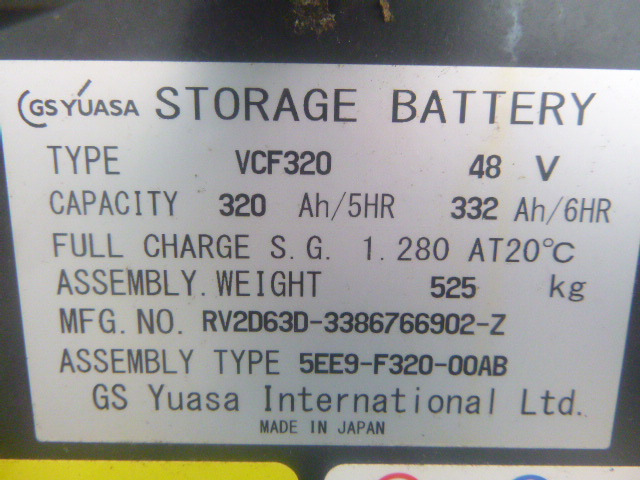 GS YUASA STORAGE BATTERY
TYPE VCF320 48 V
CAPACITY 320 Ah/5HR 332 Ah/6HR
FULL CHARGE S.G. 1.280 AT20℃
ASSEMBLY.WEIGHT 525 kg
MFG.NO. RV2D63D-3386766902-Z
ASSEMBLY TYPE 5EE9-F320-00AB
GS Yuasa International Ltd.
MADE IN JAPAN